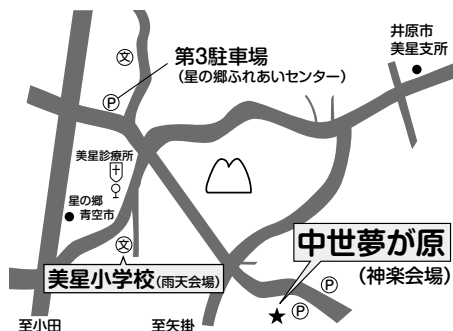 井原市
美星支所
文
第3駐車場
(星の郷ふれあいセンター)
P
美星診療所
星の郷
青空市
文
美星小学校(雨天会場)
中世夢が原
(神楽会場)
P
P
至小田
至矢掛